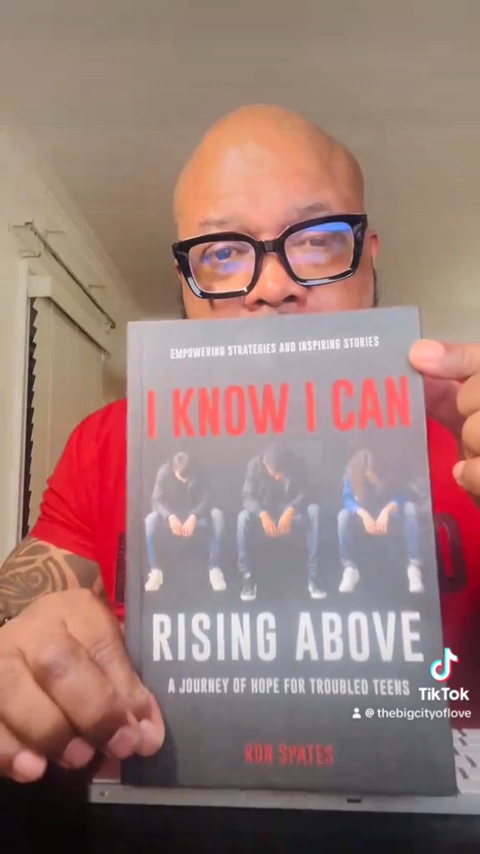 EMPOWERING STRATEGIES AND INSPIRING STORIES
I KNOW I CAN
RISING ABOVE
A JOURNEY OF HOPE FOR TROUBLED TEENS
RON SPATES
TikTok
@ thebigcityoflove